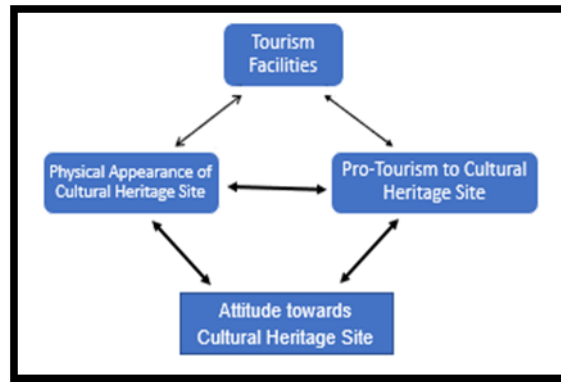 Tourism
Facilities
Physical Appearance of
Cultural Heritage Site
Pro-Tourism to Cultural
Heritage Site
Attitude towards
Cultural Heritage Site